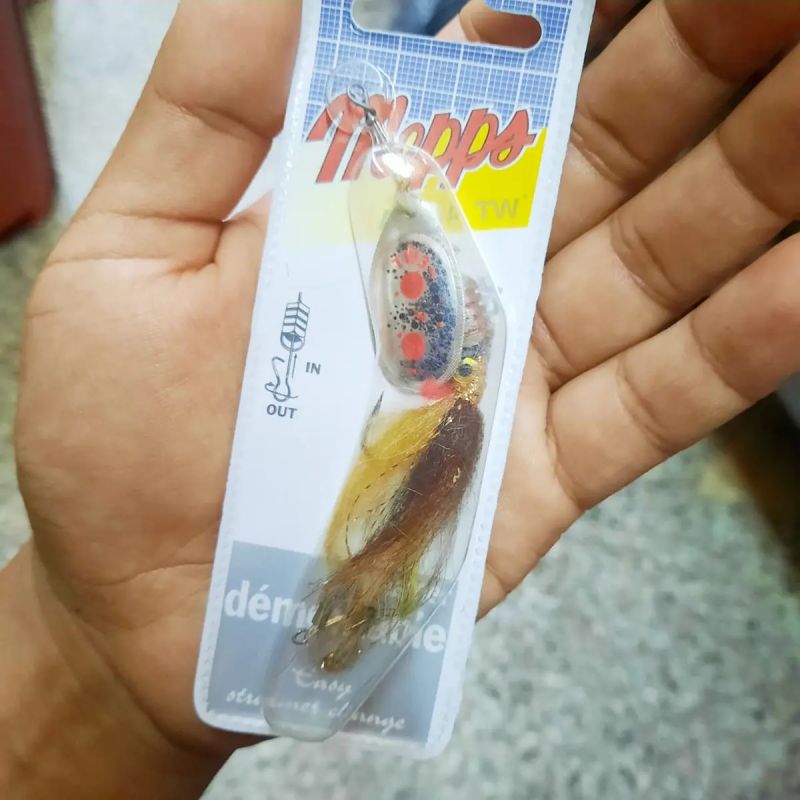 Mepps
TW
IN
OUT
démontable
Easy
streamer change